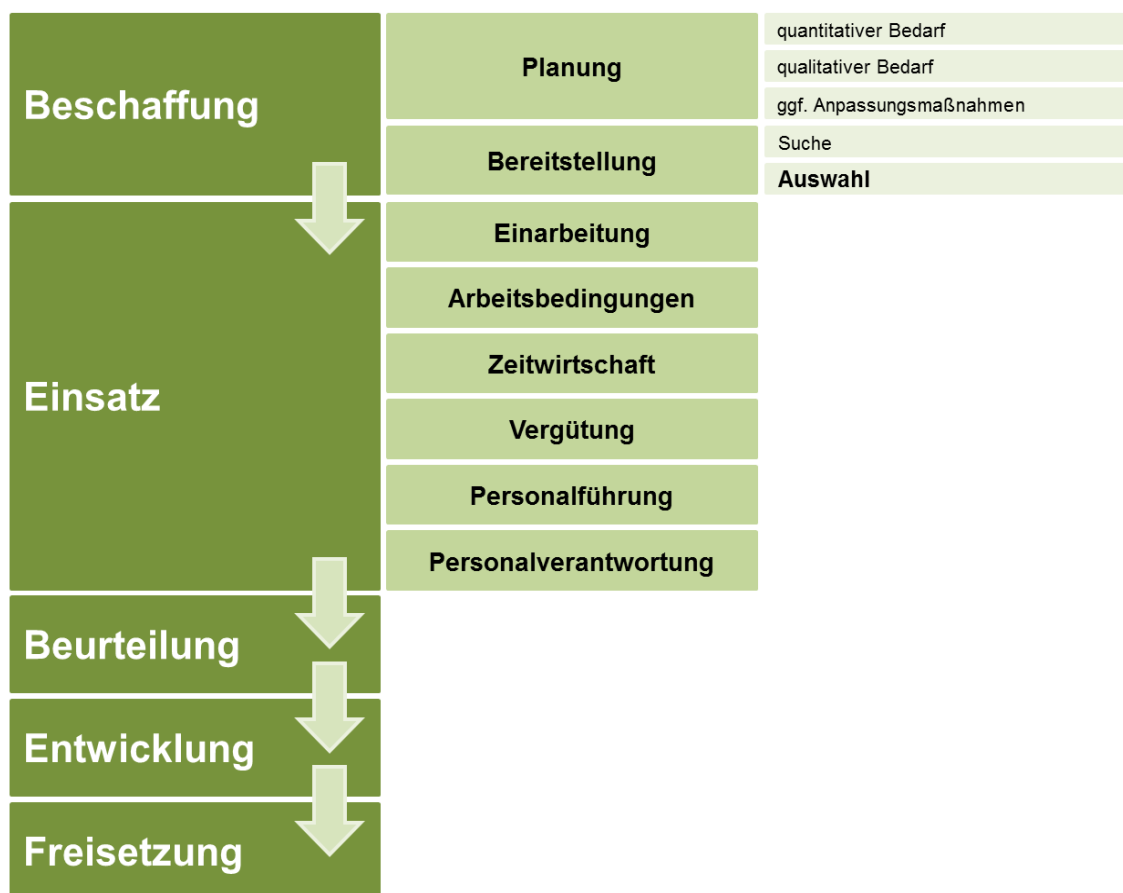 Beschaffung
Planung
quantitativer Bedarf
qualitativer Bedarf
ggf. Anpassungsmaßnahmen
Bereitstellung
Suche
Auswahl
Einsatz
Einarbeitung
Arbeitsbedingungen
Zeitwirtschaft
Vergütung
Personalführung
Personalverantwortung
Beurteilung
Entwicklung
Freisetzung